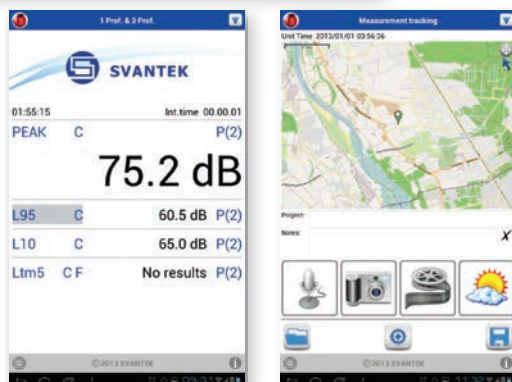 1 Prof. & 3 Prof.
SVANTEK
01:55:15 Int.time 00.00.01
PEAK C P(2)
75.2 dB
L95 C 60.5 dB P(2)
L10 C 65.0 dB P(2)
Ltm5 C F No results P(2)
©2013 SVANTEK
Measurement tracking
Unit Time 2013/01/01 03:56:36
Project:
Notes:
X
©2013 SVANTEK